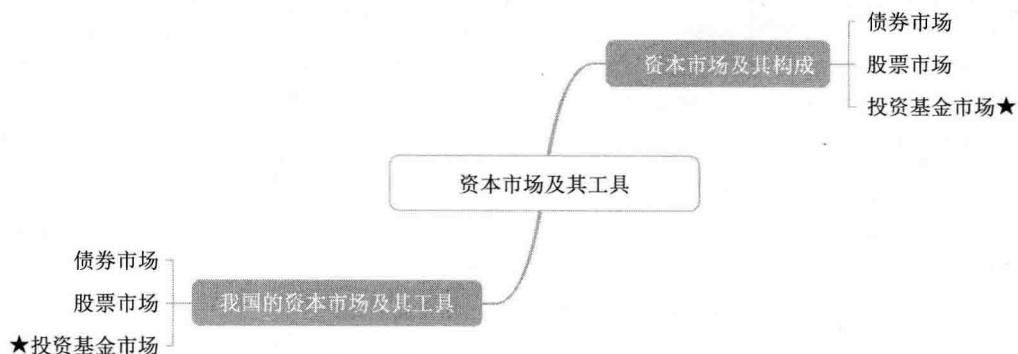 债券市场
资本市场及其构成
股票市场
投资基金市场★
资本市场及其工具
债券市场
股票市场
我国的资本市场及其工具
★投资基金市场